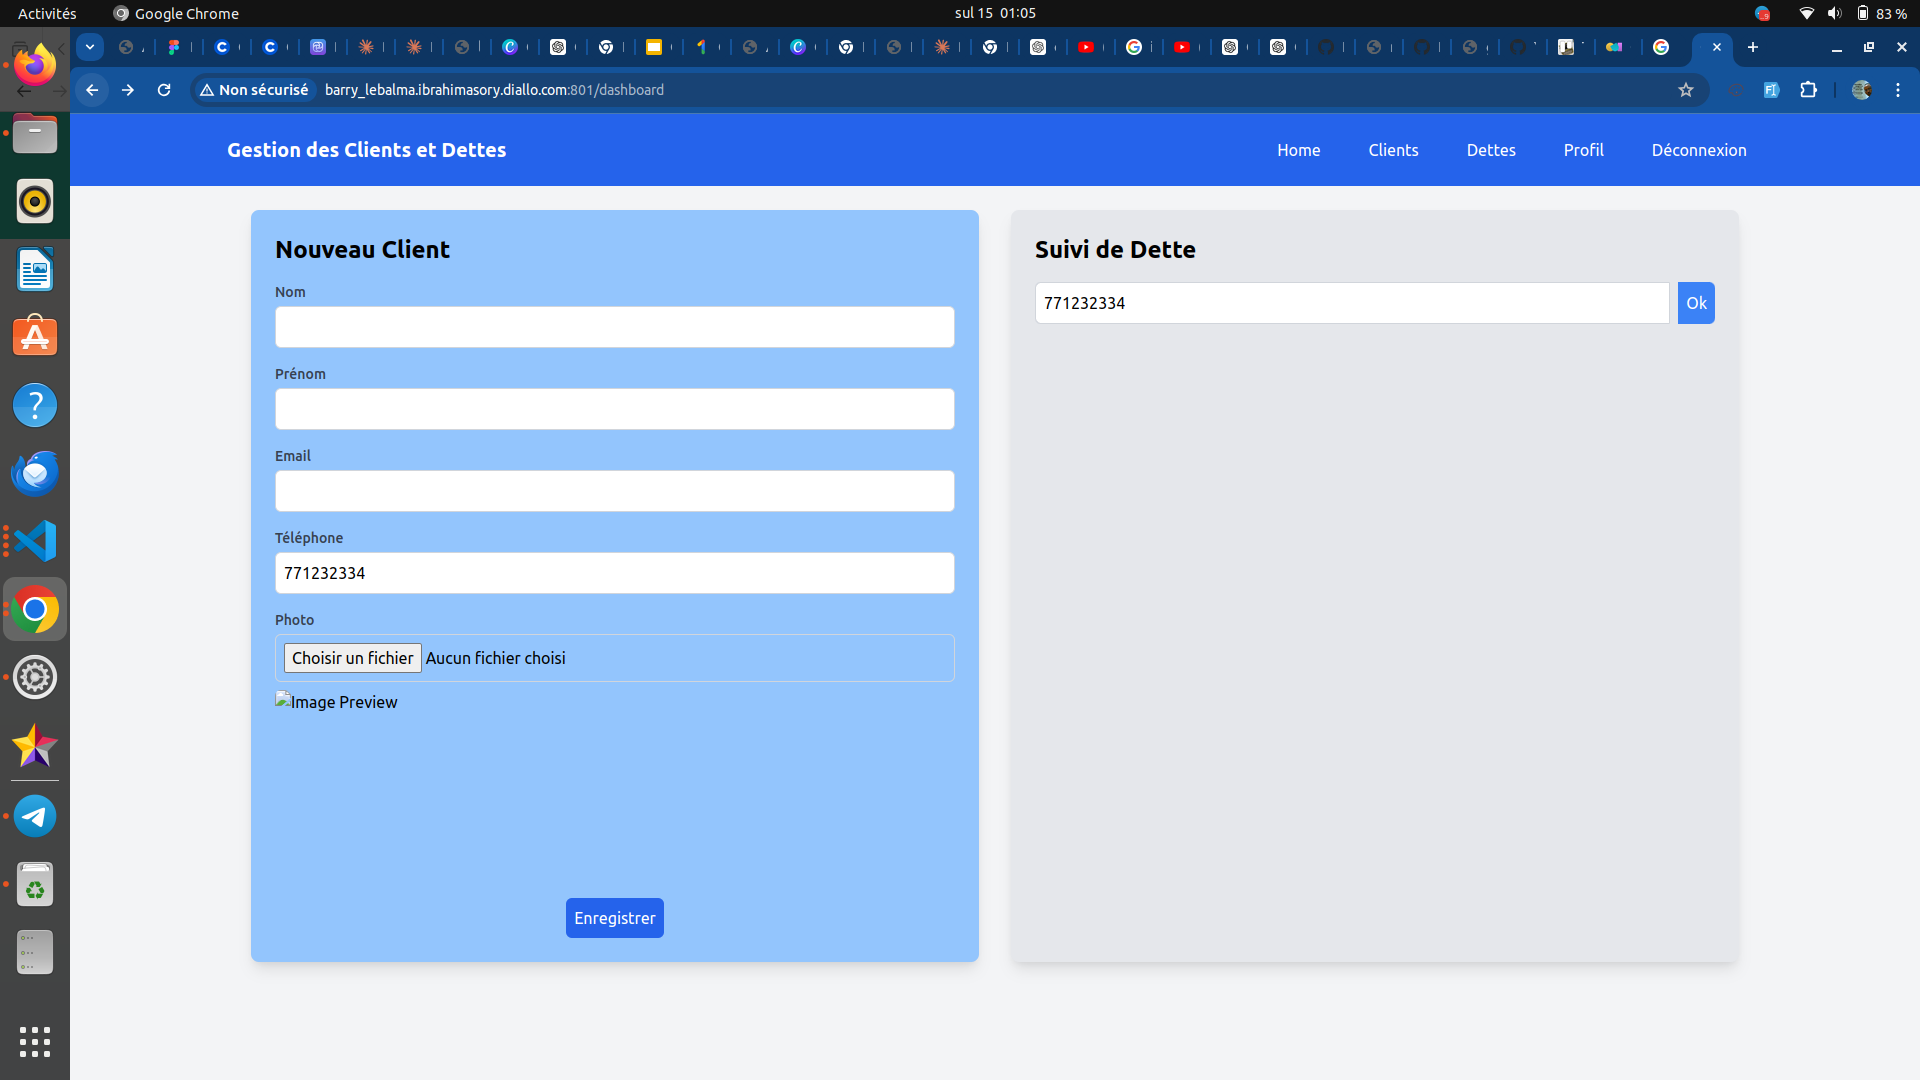 Activités
Google Chrome
sul 15 01:05
83 %
Non sécurisé
barry_lebalma.ibrahimasory.diallo.com:801/dashboard
Gestion des Clients et Dettes
Home
Clients
Dettes
Profil
Déconnexion
Nouveau Client
Nom
Prénom
Email
Téléphone
771232334
Photo
Choisir un fichier Aucun fichier choisi
Image Preview
Enregistrer
Suivi de Dette
771232334
Ok